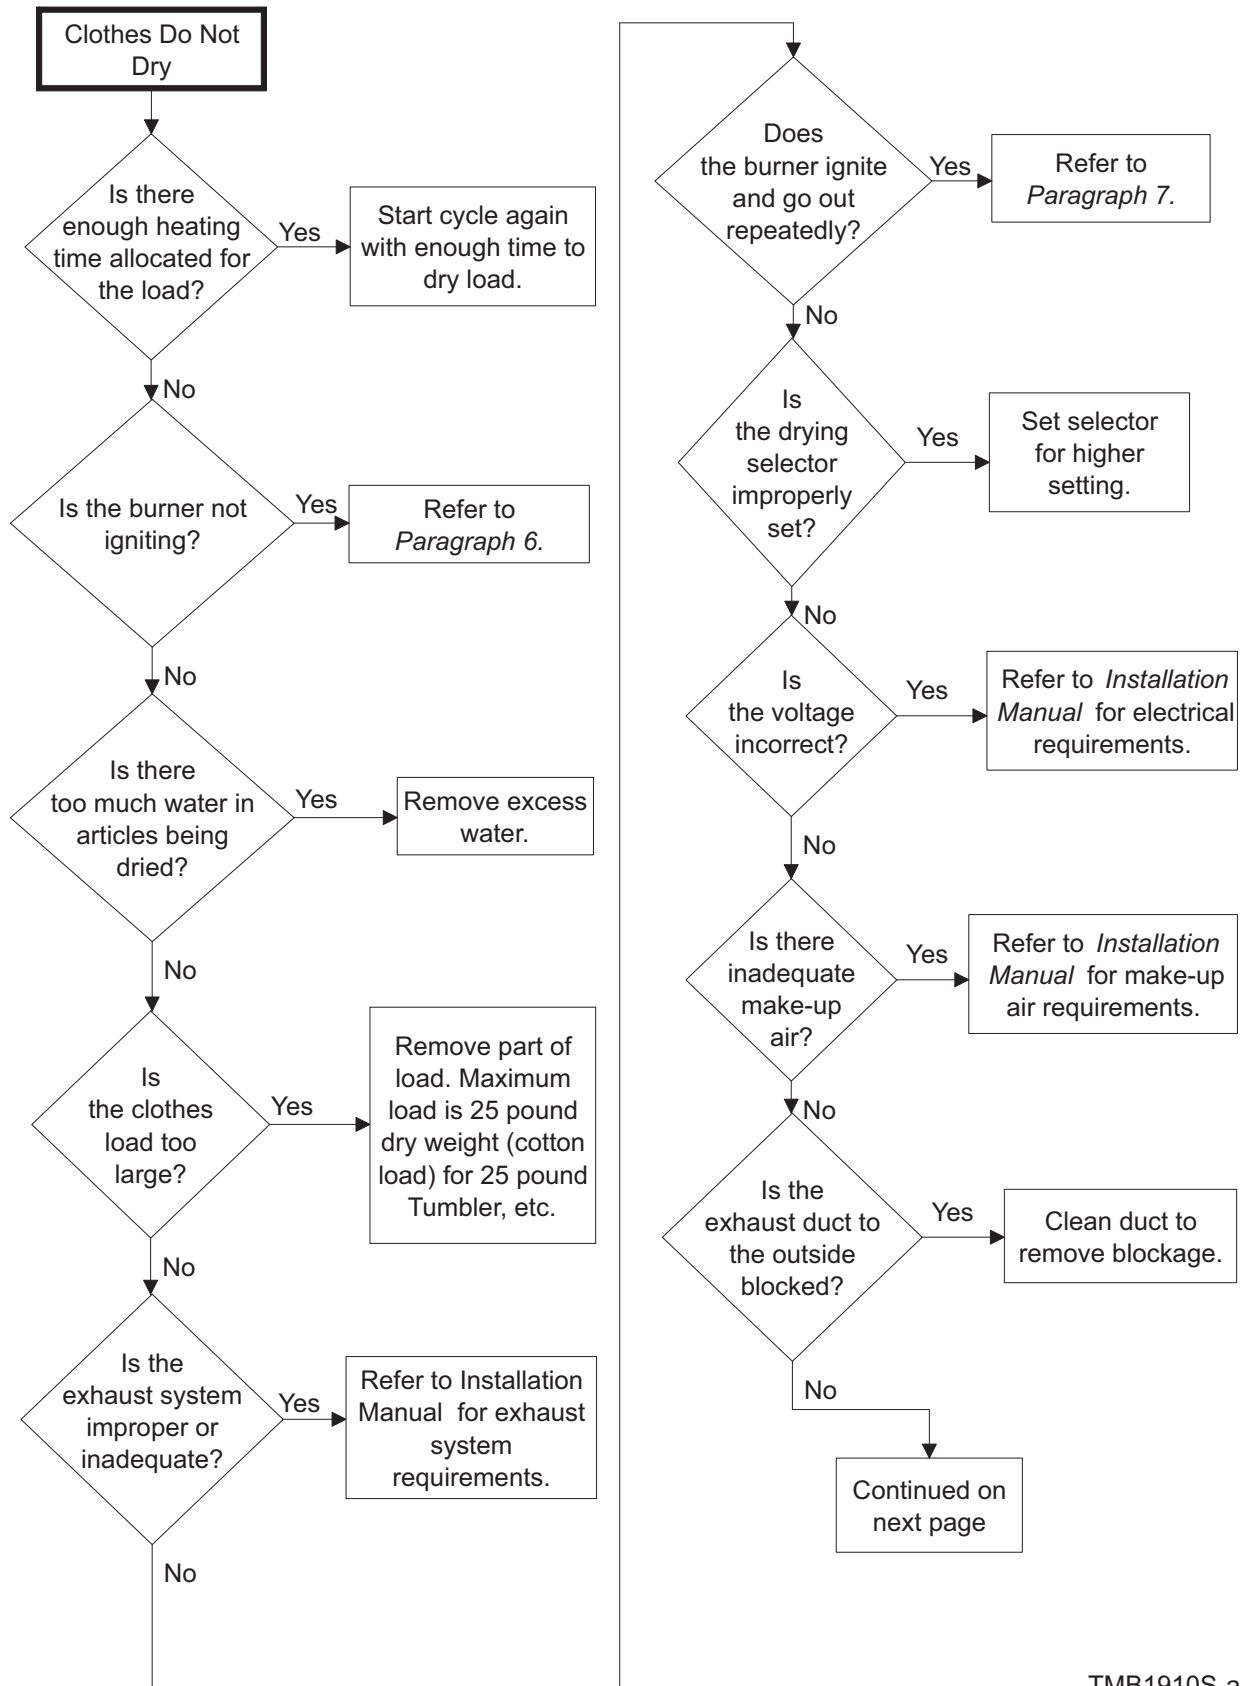 Clothes Do Not
Dry
Is there
enough heating
time allocated for
the load?
Yes
Start cycle again
with enough time to
dry load.
No
Is the burner not
igniting?
Yes
Refer to
Paragraph 6.
No
Is there
too much water in
articles being
dried?
Yes
Remove excess
water.
No
Is
the clothes
load too
large?
Yes
Remove part of
load. Maximum
load is 25 pound
dry weight (cotton
load) for 25 pound
Tumbler, etc.
No
Is the
exhaust system
improper or
inadequate?
Yes
Refer to Installation
Manual for exhaust
system
requirements.
No
Does
the burner ignite
and go out
repeatedly?
Yes
Refer to
Paragraph 7.
No
Is
the drying
selector
improperly
set?
Yes
Set selector
for higher
setting.
No
Is
the voltage
incorrect?
Yes
Refer to Installation
Manual for electrical
requirements.
No
Is there
inadequate
make-up
air?
Yes
Refer to Installation
Manual for make-up
air requirements.
No
Is the
exhaust duct to
the outside
blocked?
Yes
Clean duct to
remove blockage.
No
Continued on
next page
TMB1910S-a